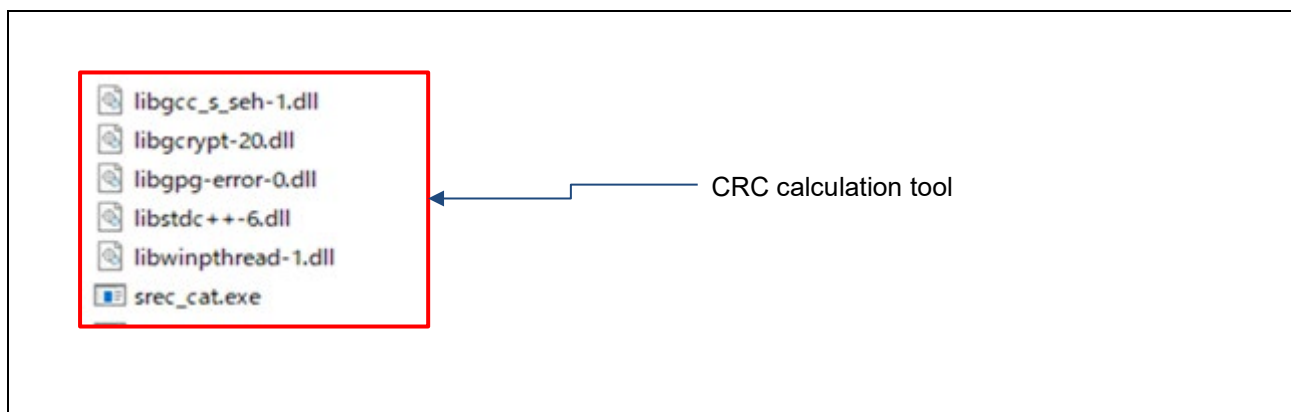 libgcc_s_seh-1.dll
libgcrypt-20.dll
libgpg-error-0.dll
libstdc++-6.dll
libwinpthread-1.dll
srec_cat.exe
CRC calculation tool